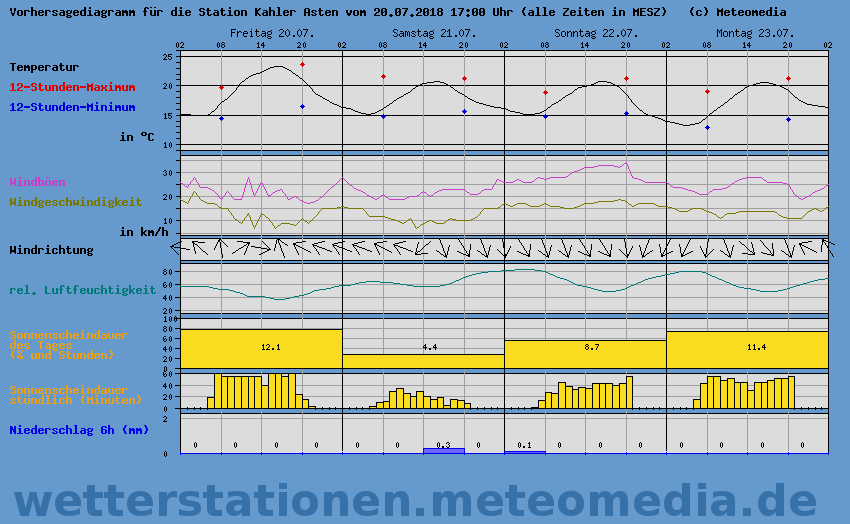 Vorhersagediagramm für die Station Kahler Asten vom 20.07.2018 17:00 Uhr (alle Zeiten in MESZ) (c) Meteomedia
Freitag 20.07. Samstag 21.07. Sonntag 22.07. Montag 23.07.
02 08 14 20 02 08 14 20 02 08 14 20 02 08 14 20 02
Temperatur
12-Stunden-Maximum
12-Stunden-Minimum
in °C
25
20
15
10
Windböen
Windgeschwindigkeit
in km/h
30
20
10
Windrichtung
rel. Luftfeuchtigkeit
80
60
40
20
Sonnenscheindauer
des Tages
(% und Stunden)
100
80
60
40
20
0
12.1 4.4 8.7 11.4
Sonnenscheindauer
stündlich (Minuten)
60
40
20
0
Niederschlag 6h (mm)
2
0
0 0 0 0 0 0 0.3 0 0.1 0 0 0 0 0 0 0
wetterstationen.meteomedia.de